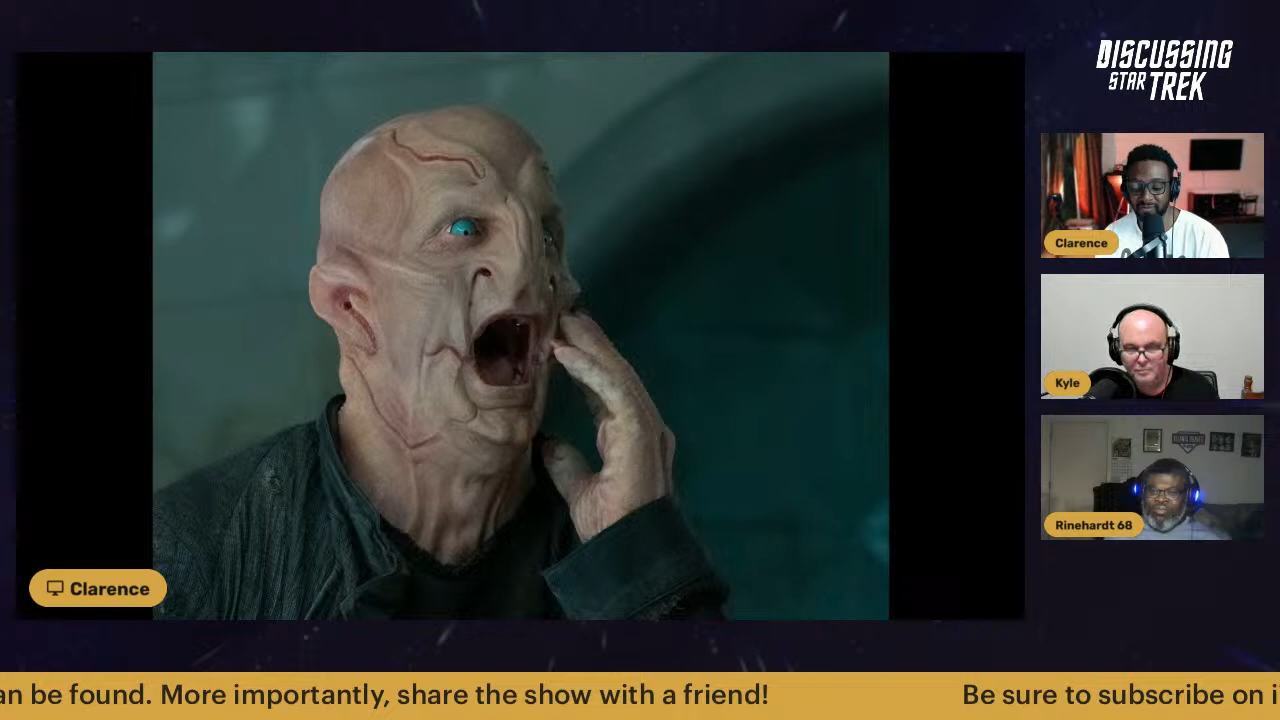 DISCUSSING
STAR TREK
Clarence
Kyle
Rinehardt 68
Clarence
an be found. More importantly, share the show with a friend!
Be sure to subscribe on i